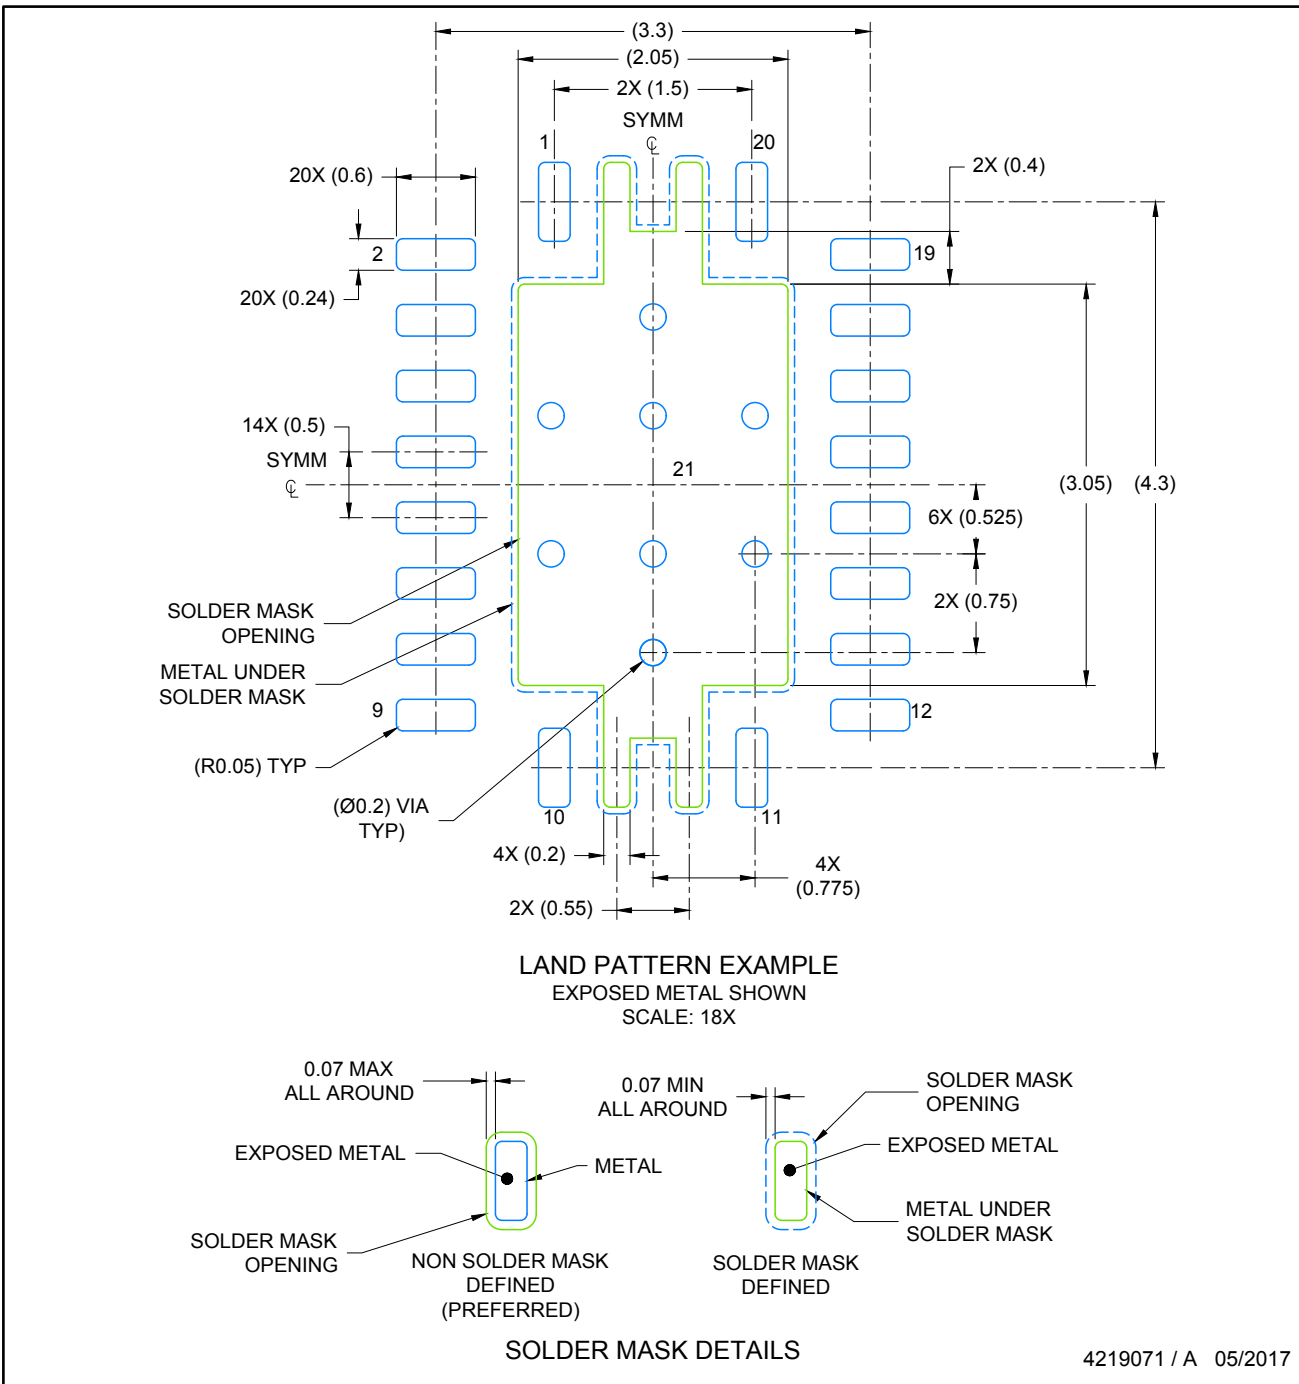 (3.3)
(2.05)
2X (1.5)
SYMM
℄
1
20
20X (0.6)
2X (0.4)
2
19
20X (0.24)
14X (0.5)
SYMM
℄
21
(3.05)
(4.3)
6X (0.525)
2X (0.75)
SOLDER MASK
OPENING
METAL UNDER
SOLDER MASK
9
12
(R0.05) TYP
(Ø0.2) VIA
TYP)
10
11
4X (0.2)
4X
(0.775)
2X (0.55)
LAND PATTERN EXAMPLE
EXPOSED METAL SHOWN
SCALE: 18X
0.07 MAX
ALL AROUND
EXPOSED METAL
METAL
SOLDER MASK
OPENING
NON SOLDER MASK
DEFINED
(PREFERRED)
0.07 MIN
ALL AROUND
SOLDER MASK
OPENING
EXPOSED METAL
METAL UNDER
SOLDER MASK
SOLDER MASK
DEFINED
SOLDER MASK DETAILS
4219071 / A 05/2017